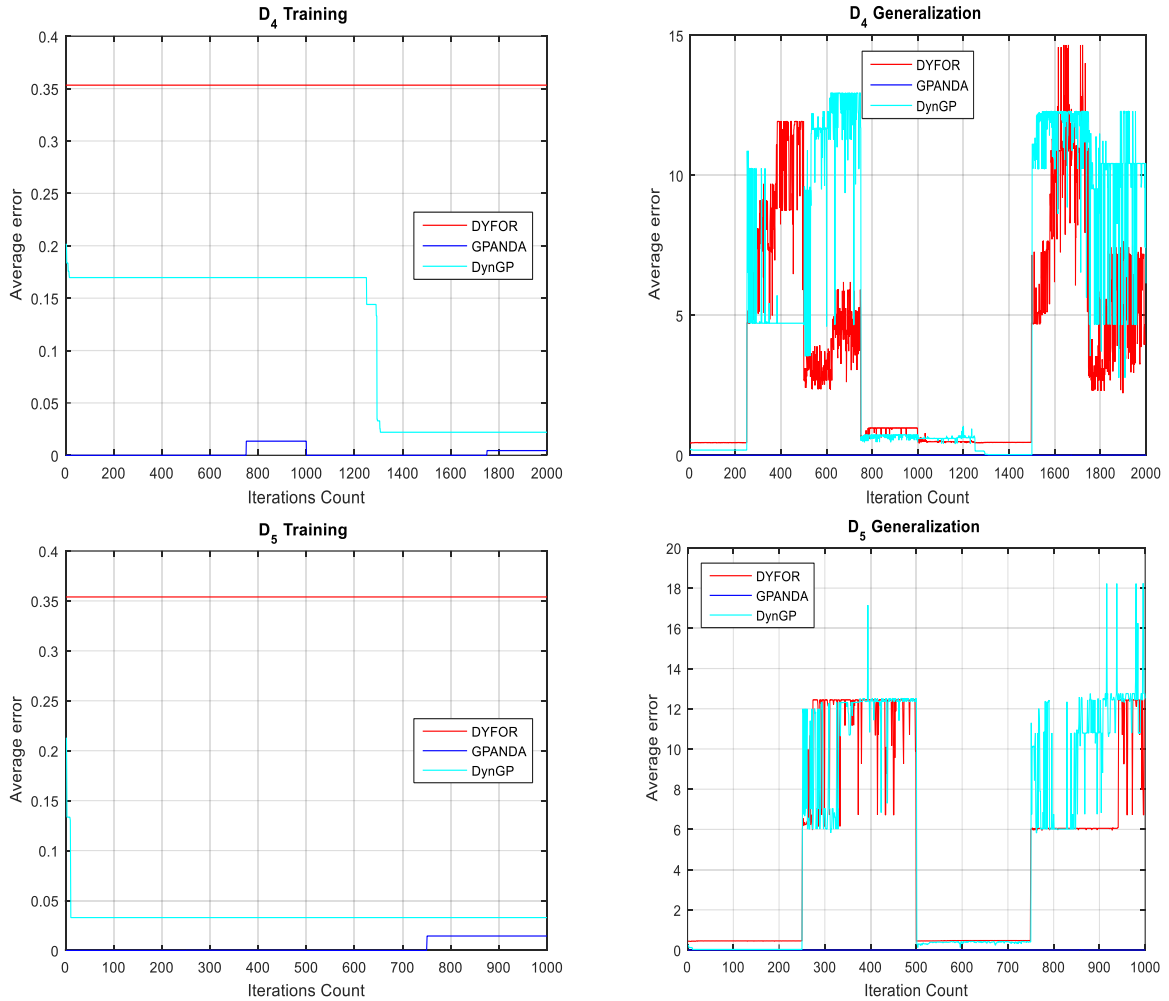 D4 Training
0.4
0.35
0.3
0.25
0.2
0.15
0.1
0.05
0
Average error
DYFOR
GPANDA
DynGP
0 200 400 600 800 1000 1200 1400 1600 1800 2000
Iterations Count
D4 Generalization
15
10
5
0
Average error
DYFOR
GPANDA
DynGP
0 200 400 600 800 1000 1200 1400 1600 1800 2000
Iteration Count
D5 Training
0.4
0.35
0.3
0.25
0.2
0.15
0.1
0.05
0
Average error
DYFOR
GPANDA
DynGP
0 100 200 300 400 500 600 700 800 900 1000
Iterations Count
D5 Generalization
20
18
16
14
12
10
8
6
4
2
0
Average error
DYFOR
GPANDA
DynGP
0 100 200 300 400 500 600 700 800 900 1000
Iteration Count